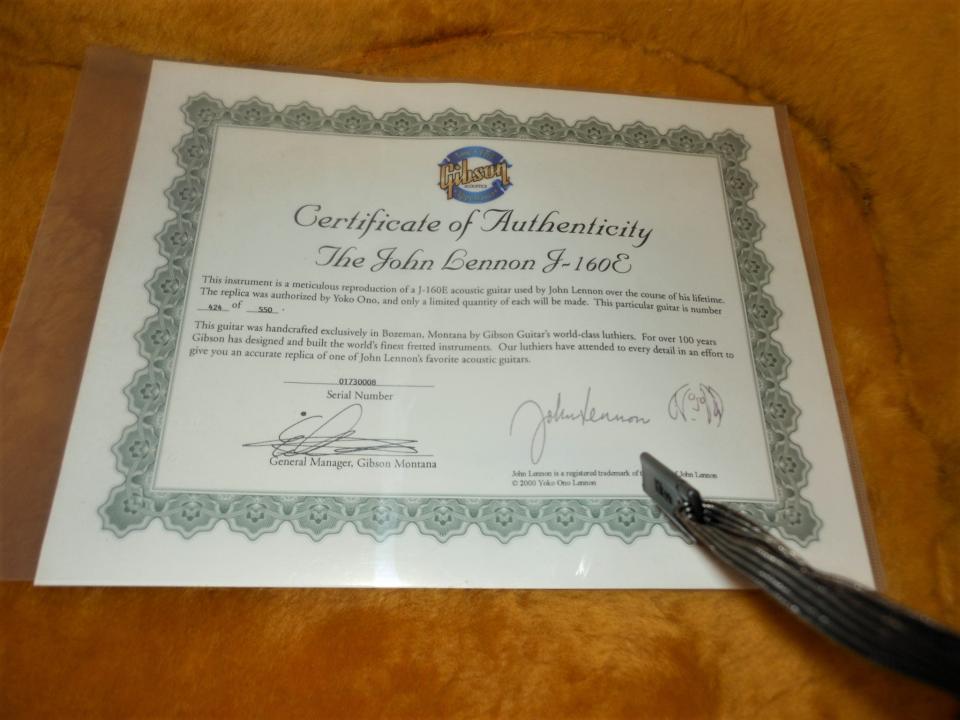 Gibson
ACOUSTICS
Certificate of Authenticity
The John Lennon J-160E
This instrument is a meticulous reproduction of a J-160E acoustic guitar used by John Lennon over the course of his lifetime.
The replica was authorized by Yoko Ono, and only a limited quantity of each will be made. This particular guitar is number
424 of 550 .
This guitar was handcrafted exclusively in Bozeman, Montana by Gibson Guitar's world-class luthiers. For over 100 years
Gibson has designed and built the world's finest fretted instruments. Our luthiers have attended to every detail in an effort to
give you an accurate replica of one of John Lennon's favorite acoustic guitars.
01730008
Serial Number
General Manager, Gibson Montana
John Lennon
John Lennon is a registered trademark of John Lennon
© 2000 Yoko Ono Lennon